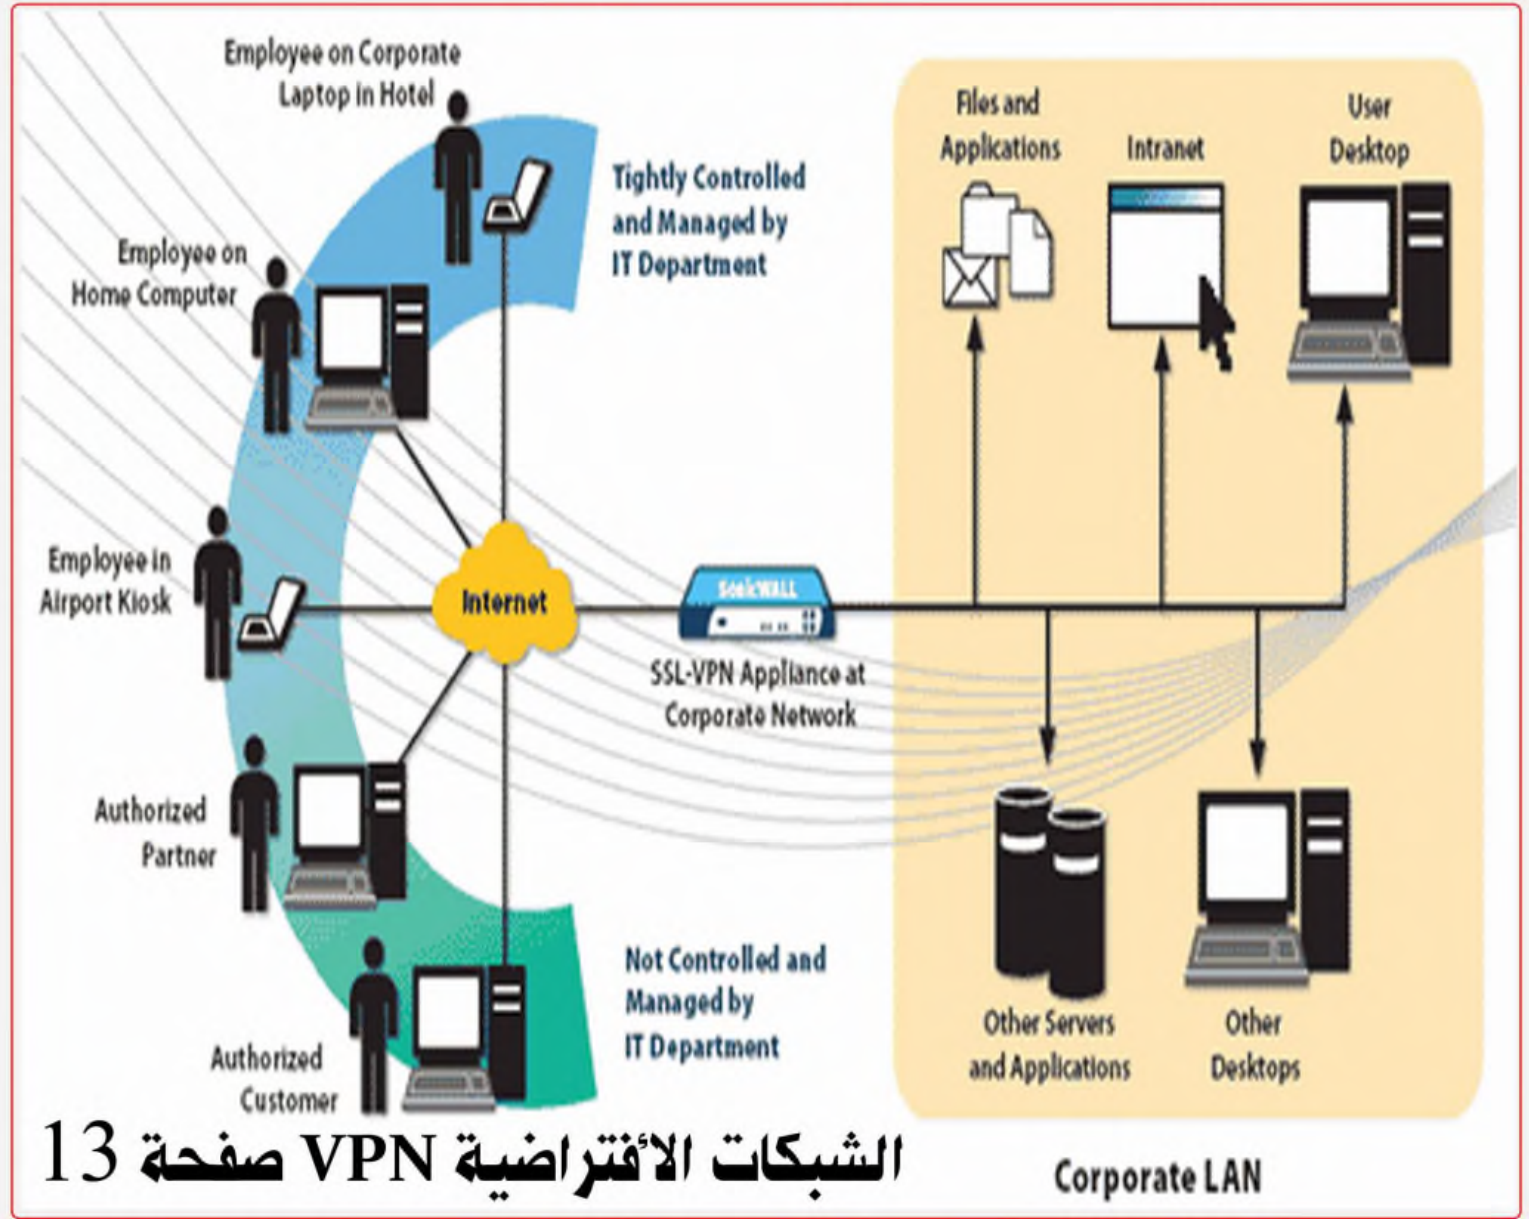 Employee on Corporate
Laptop in Hotel
Tightly Controlled
and Managed by
IT Department
Employee on
Home Computer
Employee in
Airport Kiosk
Authorized
Partner
Authorized
Customer
Not Controlled and
Managed by
IT Department
Internet
SonicWALL
SSL-VPN Appliance at
Corporate Network
Files and
Applications
Intranet
User
Desktop
Other Servers
and Applications
Other
Desktops
Corporate LAN
الشبكات الأفتراضية VPN صفحة 13